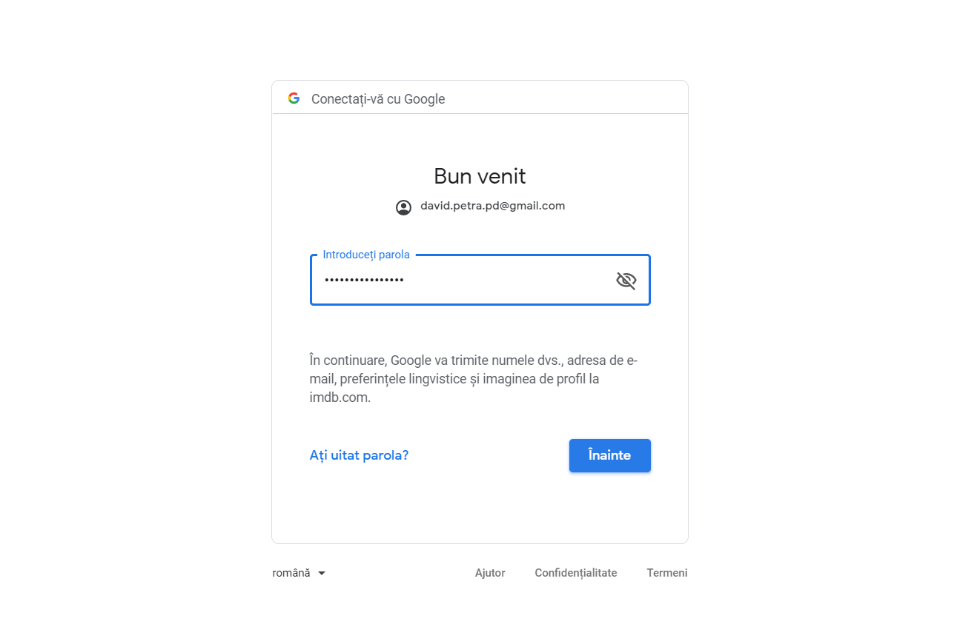 Conectați-vă cu Google
Bun venit
david.petra.pd@gmail.com
Introduceți parola
••••••••••••••••
În continuare, Google va trimite numele dvs., adresa de e-
mail, preferințele lingvistice și imaginea de profil la
imdb.com.
Ați uitat parola?
Înainte
română
Ajutor
Confidențialitate
Termeni